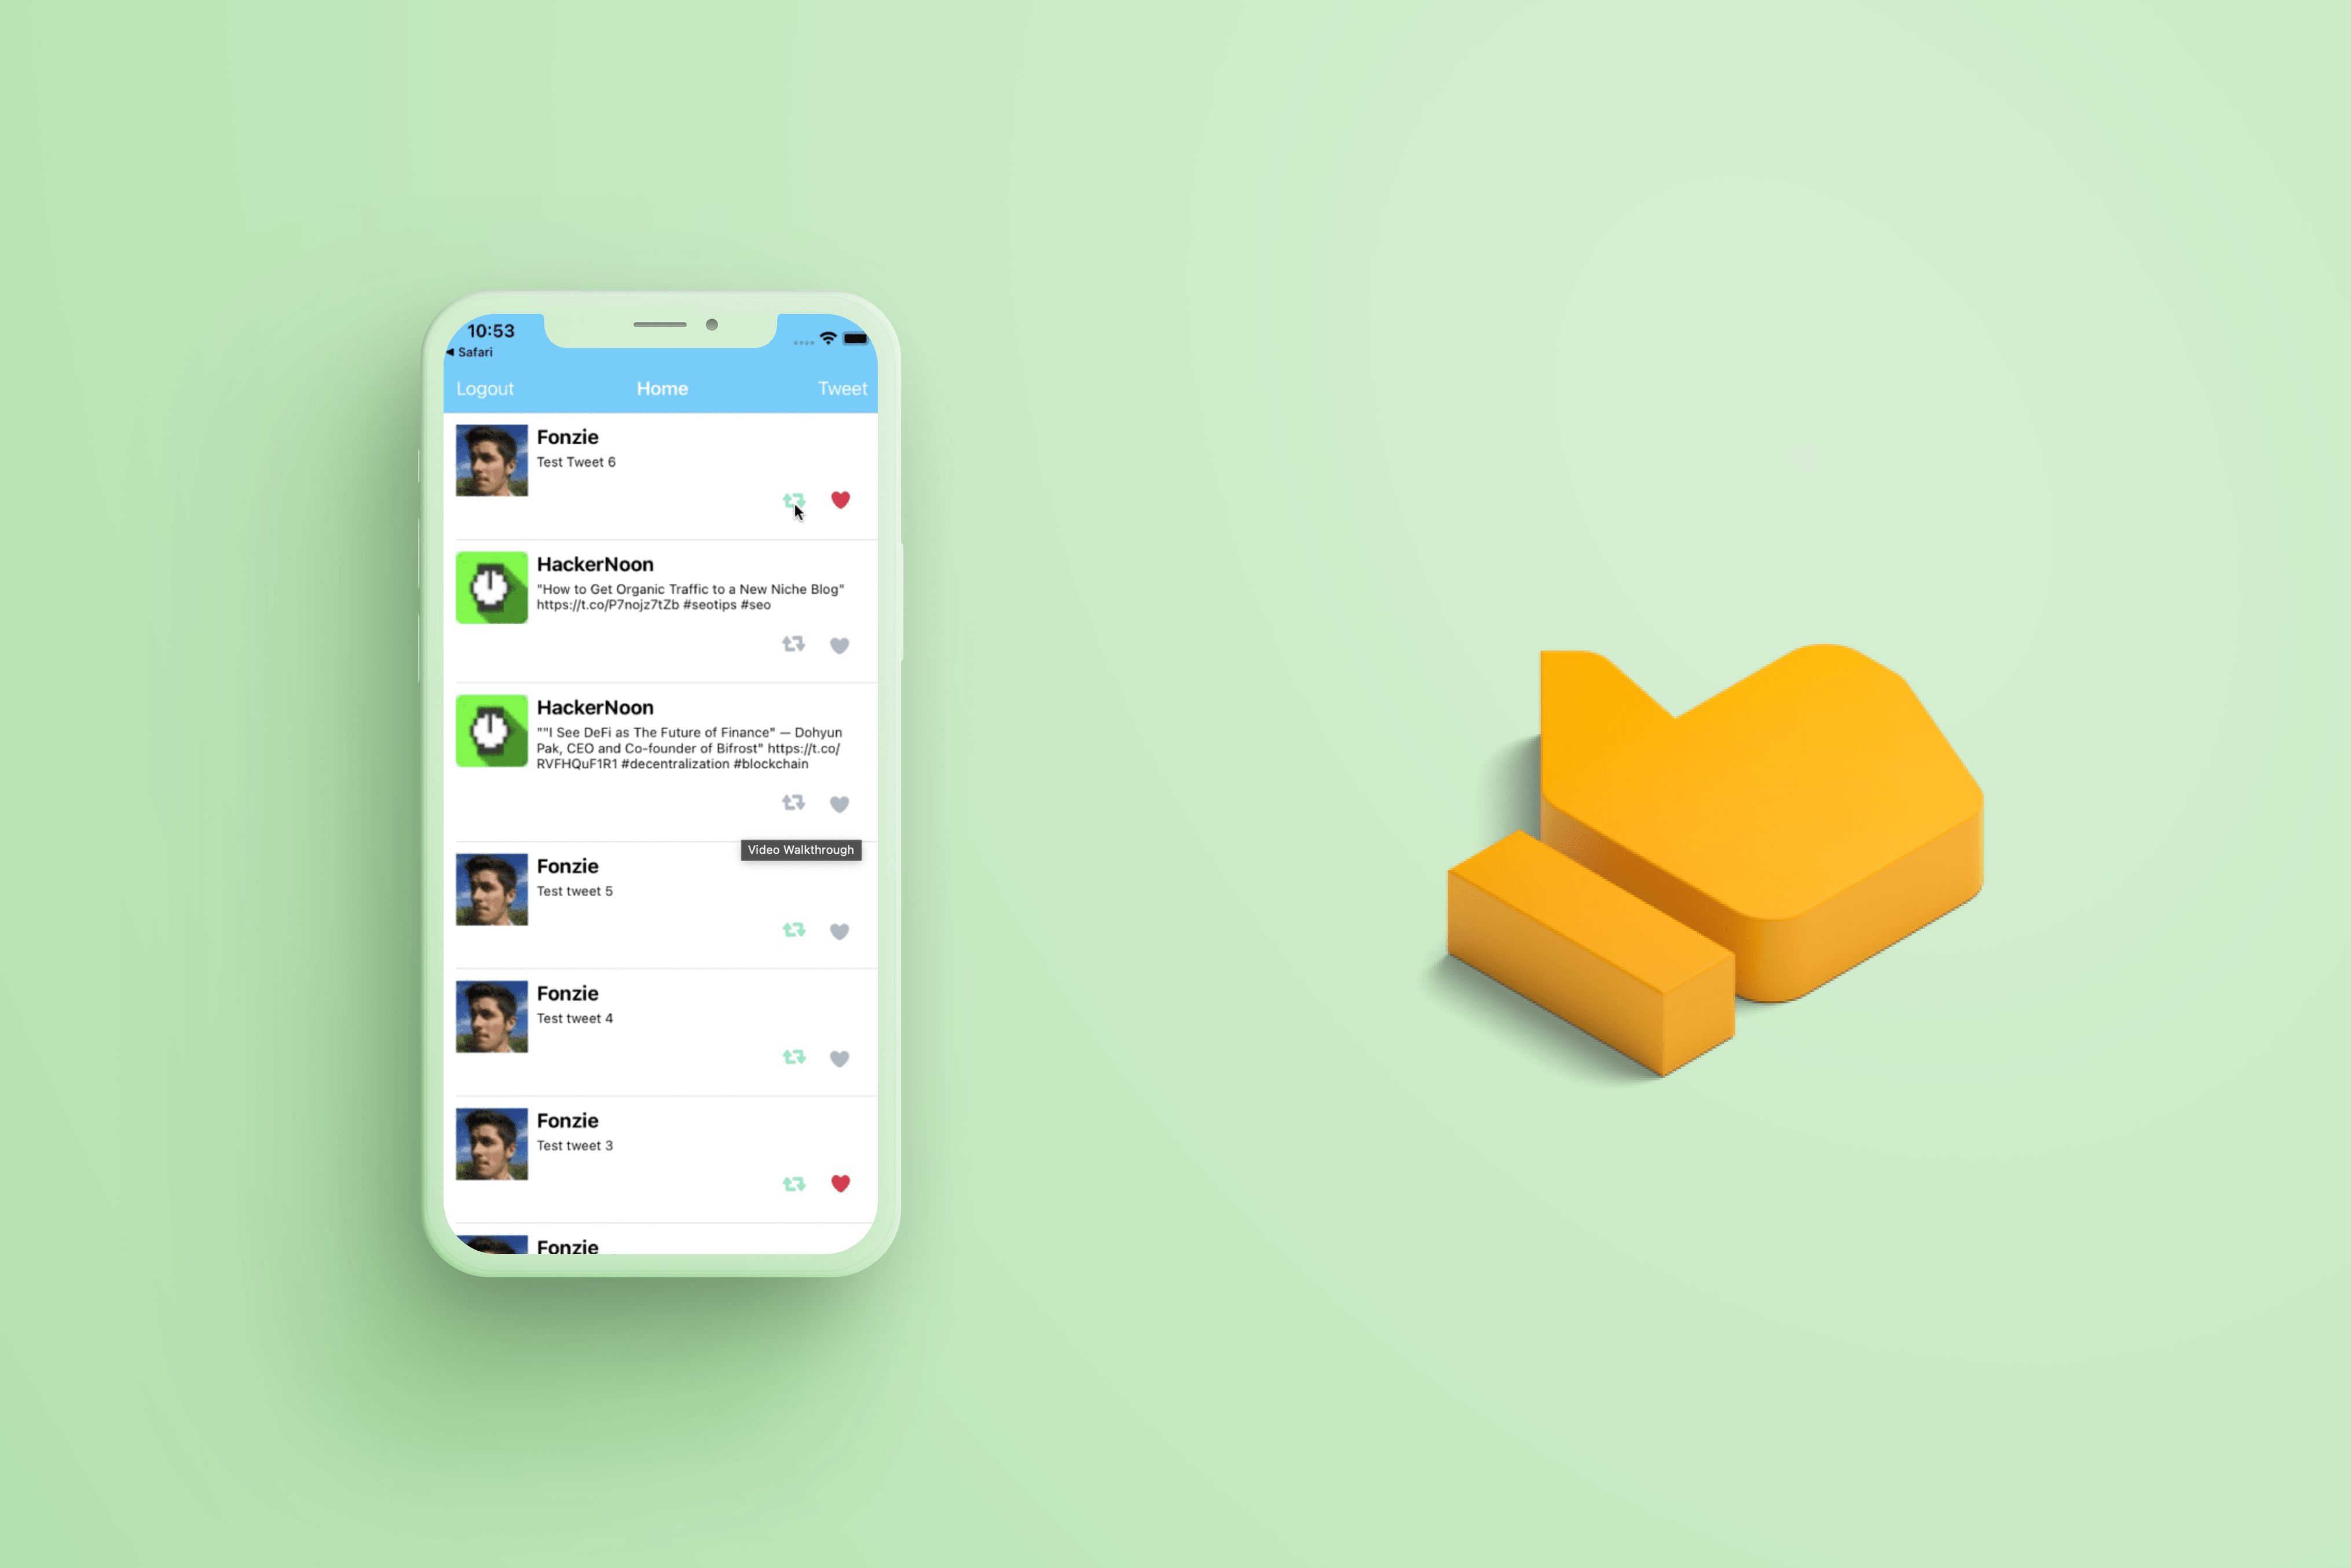 10:53
◀ Safari
Logout
Home
Tweet
Fonzie
Test Tweet 6
HackerNoon
"How to Get Organic Traffic to a New Niche Blog"
https://t.co/P7nojz7tZb #seotips #seo
HackerNoon
""I See DeFi as The Future of Finance" — Dohyun
Pak, CEO and Co-founder of Bifrost" https://t.co/
RVFHQuF1R1 #decentralization #blockchain
Video Walkthrough
Fonzie
Test tweet 5
Fonzie
Test tweet 4
Fonzie
Test tweet 3
Fonzie